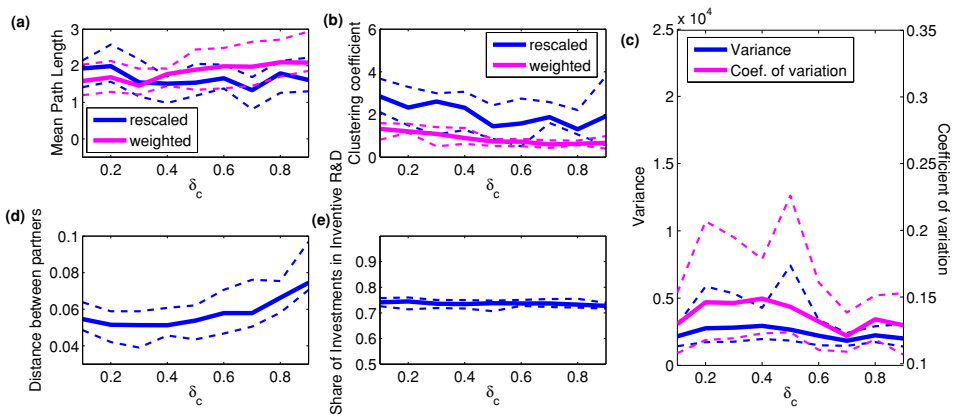 (a)
Mean Path Length
3
2
1
0
rescaled
weighted
0.2 0.4 0.6 0.8
δc
(b)
Clustering coefficient
6
4
2
0
rescaled
weighted
0.2 0.4 0.6 0.8
δc
(c)
x 10⁴
Variance
2.5
2
1.5
1
0.5
0
Variance
Coef. of variation
0.35
0.3
0.25
0.2
0.15
0.1
Coefficient of variation
0.2 0.4 0.6 0.8
δc
(d)
Distance between partners
0.1
0.08
0.06
0.04
0.2 0.4 0.6 0.8
δc
(e)
Share of Investments in Inventive R&D
0.9
0.8
0.7
0.6
0.5
0.2 0.4 0.6 0.8
δc